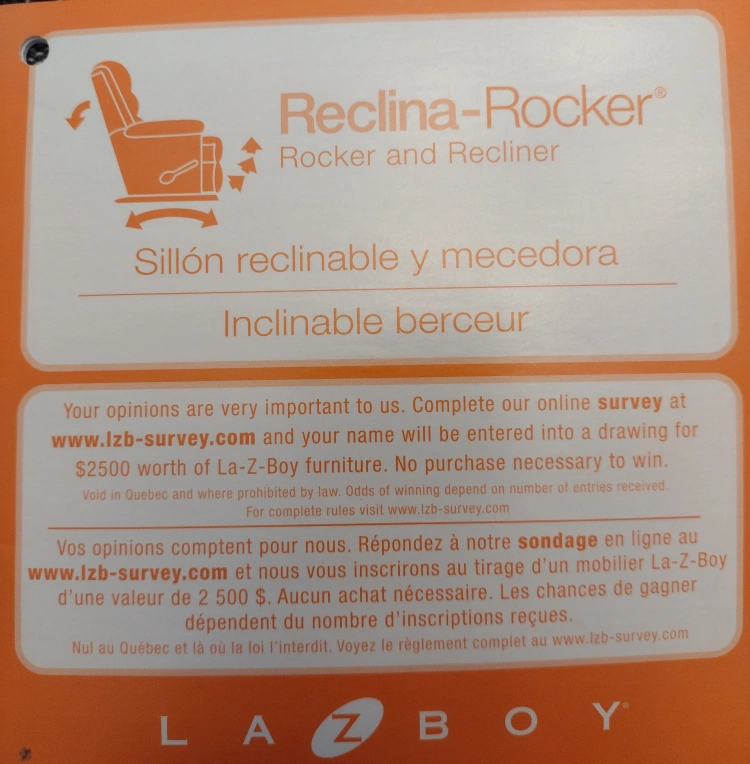 Reclina-Rocker®
Rocker and Recliner
Sillón reclinable y mecedora
Inclinable berceur
Your opinions are very important to us. Complete our online survey at
www.lzb-survey.com and your name will be entered into a drawing for
$2500 worth of La-Z-Boy furniture. No purchase necessary to win.
Void in Quebec and where prohibited by law. Odds of winning depend on number of entries received.
For complete rules visit www.lzb-survey.com
Vos opinions comptent pour nous. Répondez à notre sondage en ligne au
www.lzb-survey.com et nous vous inscrirons au tirage d'un mobilier La-Z-Boy
d'une valeur de 2 500 $. Aucun achat nécessaire. Les chances de gagner
dépendent du nombre d'inscriptions reçues.
Nul au Québec et là où la loi l'interdit. Voyez le règlement complet au www.lzb-survey.com
LA Z BOY®